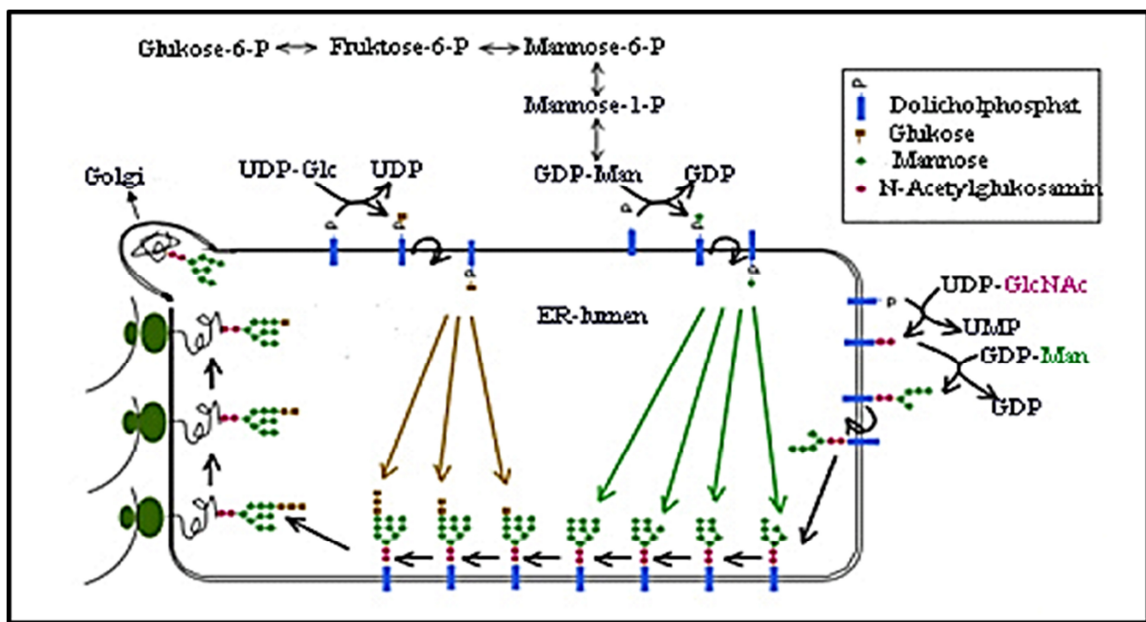 Glukose-6-P Fruktose-6-P Mannose-6-P
Mannose-1-P
P
Dolicholphosphat
Glukose
Mannose
N-Acetylglukosamin
Golgi
UDP-Glc UDP
GDP-Man GDP
P
P
P
P
P
P
ER-lumen
P
UDP-GlcNAc
UMP
GDP-Man
GDP